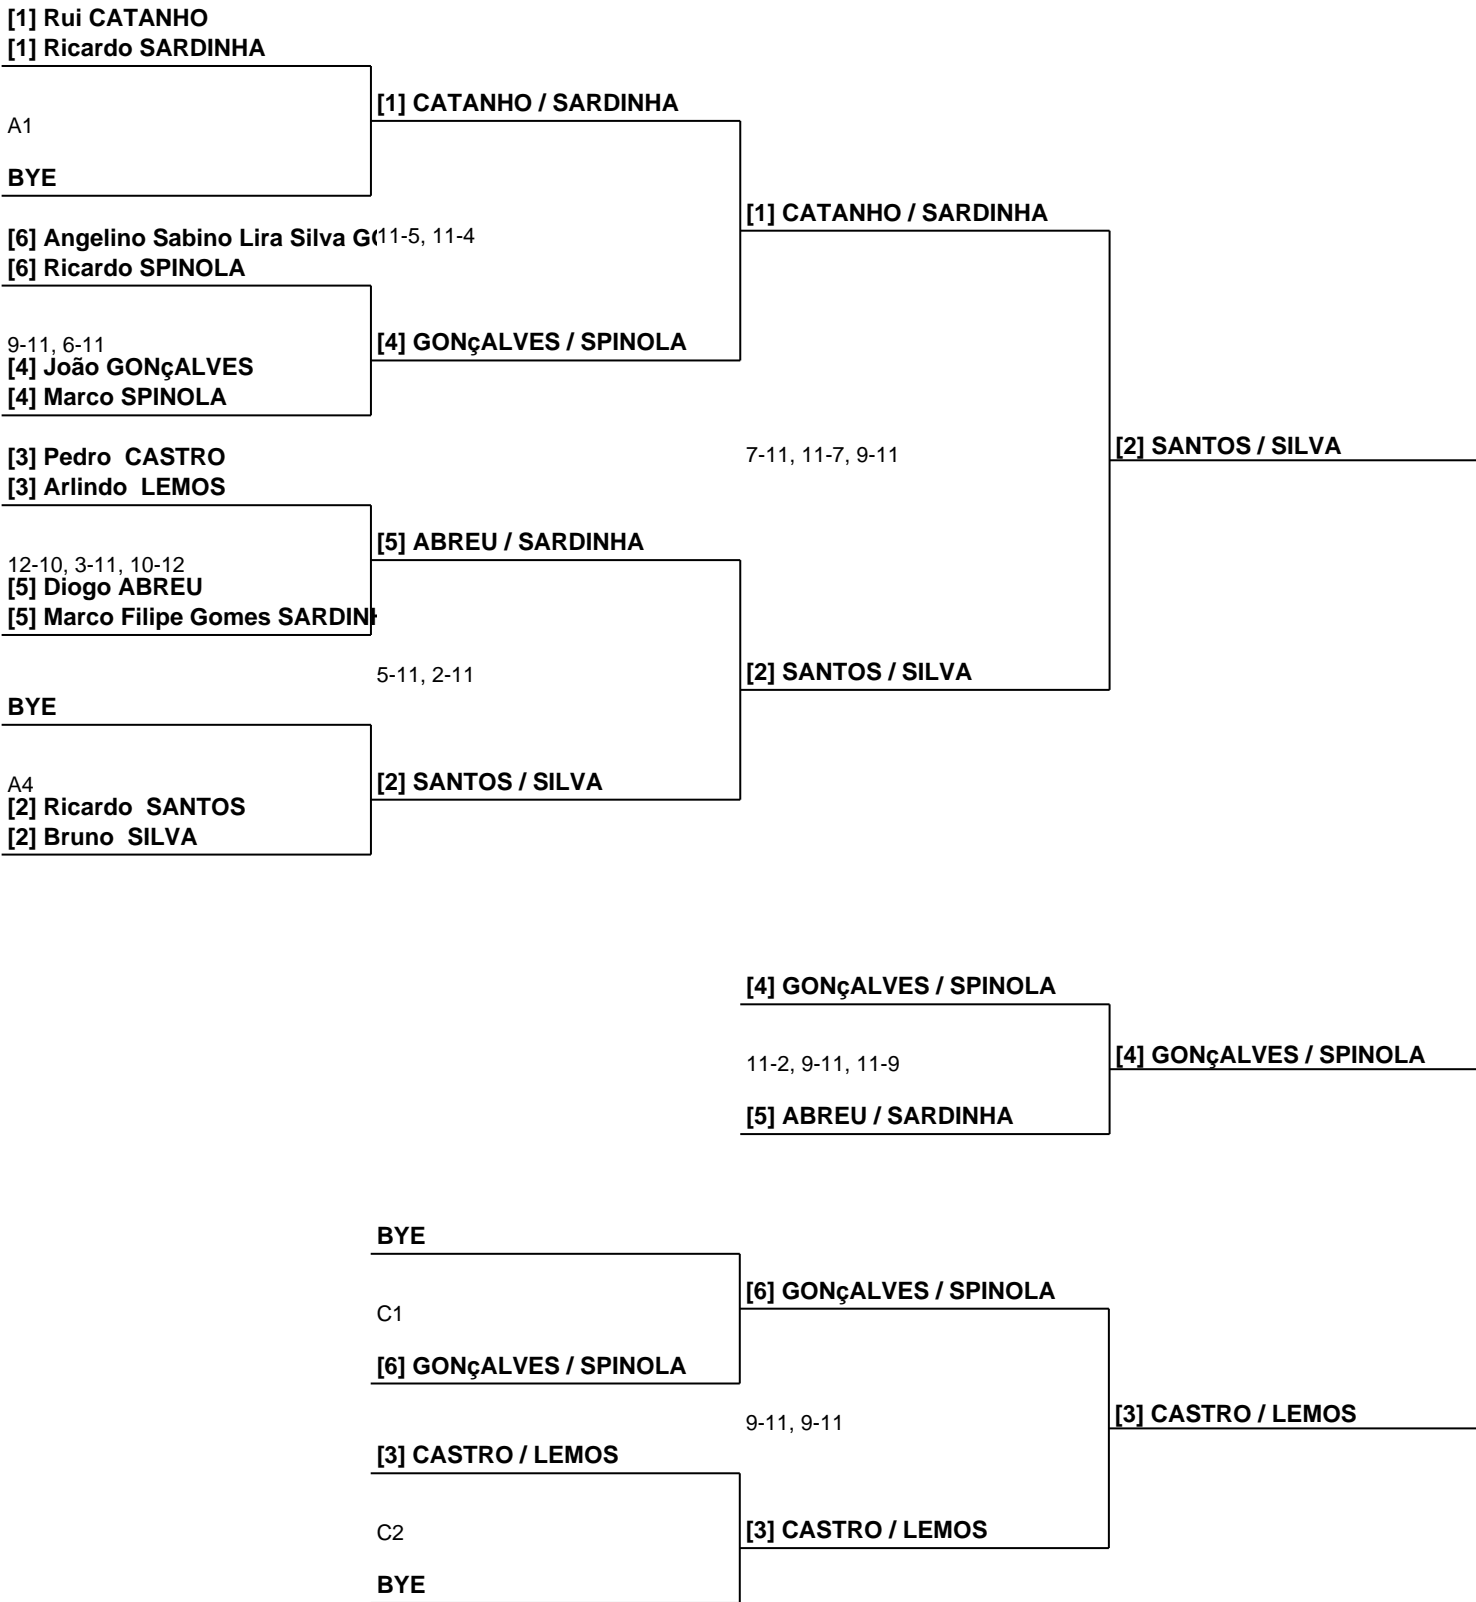 [1] Rui CATANHO
[1] Ricardo SARDINHA
[1] CATANHO / SARDINHA
A1
BYE
[1] CATANHO / SARDINHA
[6] Angelino Sabino Lira Silva
11-5, 11-4
[6] Ricardo SPINOLA
9-11, 6-11
[4] GONçALVES / SPINOLA
[4] João GONçALVES
[4] Marco SPINOLA
[3] Pedro CASTRO
7-11, 11-7, 9-11
[2] SANTOS / SILVA
[3] Arlindo LEMOS
[5] ABREU / SARDINHA
12-10, 3-11, 10-12
[5] Diogo ABREU
[5] Marco Filipe Gomes
5-11, 2-11
[2] SANTOS / SILVA
BYE
A4
[2] SANTOS / SILVA
[2] Ricardo SANTOS
[2] Bruno SILVA
[4] GONçALVES / SPINOLA
11-2, 9-11, 11-9
[4] GONçALVES / SPINOLA
[5] ABREU / SARDINHA
BYE
[6] GONçALVES / SPINOLA
C1
[6] GONçALVES / SPINOLA
9-11, 9-11
[3] CASTRO / LEMOS
[3] CASTRO / LEMOS
C2
[3] CASTRO / LEMOS
BYE